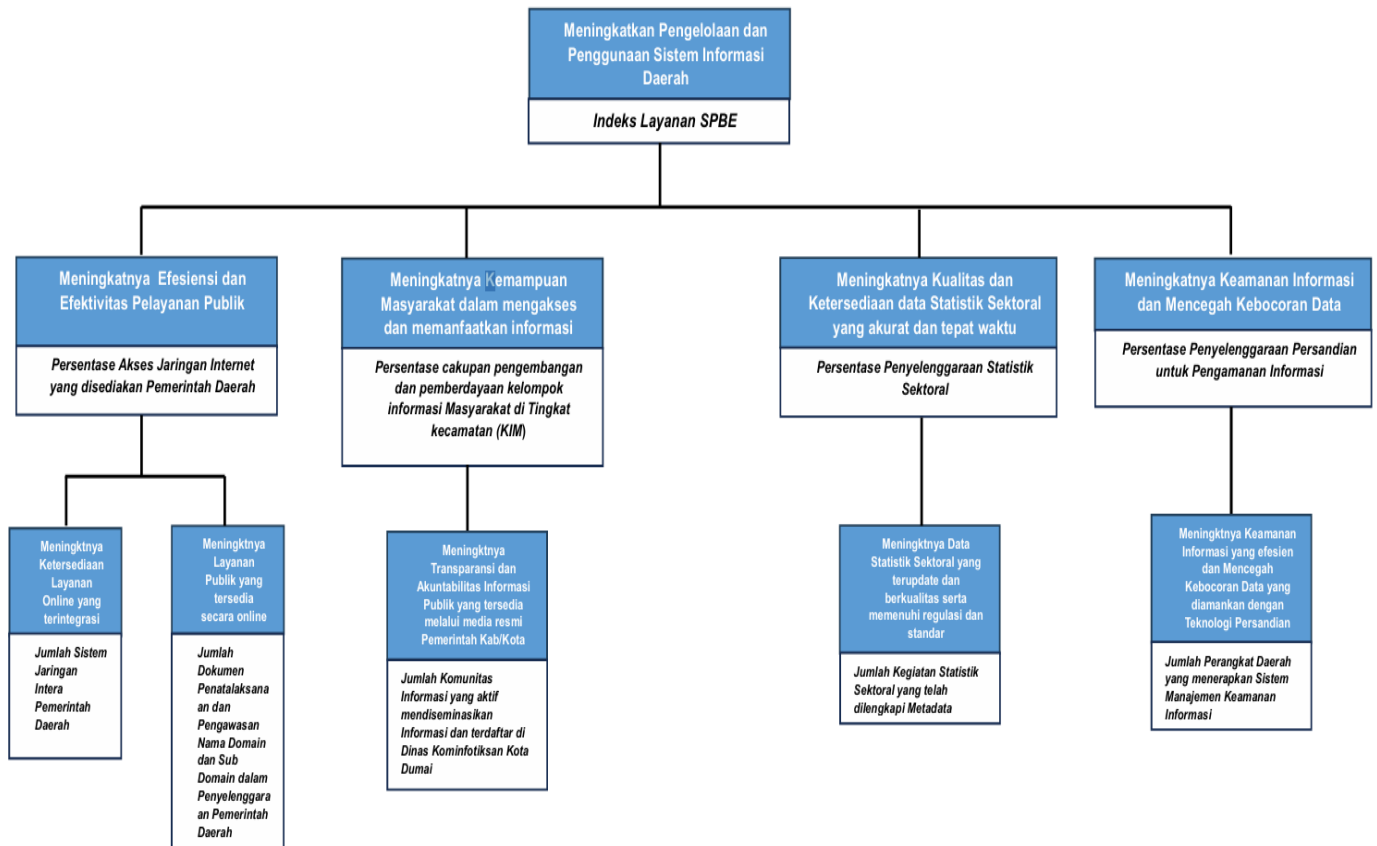 Meningkatkan Pengelolaan dan
Penggunaan Sistem Informasi
Daerah
Indeks Layanan SPBE
Meningkatnya Efesiensi dan
Efektivitas Pelayanan Publik
Persentase Akses Jaringan Internet
yang disediakan Pemerintah Daerah
Meningkatnya Kemampuan
Masyarakat dalam mengakses
dan memanfaatkan informasi
Persentase cakupan pengembangan
dan pemberdayaan kelompok
informasi Masyarakat di Tingkat
kecamatan (KIM)
Meningkatnya Kualitas dan
Ketersediaan data Statistik Sektoral
yang akurat dan tepat waktu
Persentase Penyelenggaraan Statistik
Sektoral
Meningkatnya Keamanan Informasi
dan Mencegah Kebocoran Data
Persentase Penyelenggaraan Persandian
untuk Pengamanan Informasi
Meningktnya
Ketersediaan
Layanan
Online yang
terintegrasi
Jumlah Sistem
Jaringan
Intera
Pemerintah
Daerah
Meningktnya
Layanan
Publik yang
tersedia
secara online
Jumlah
Dokumen
Penatalaksana
an dan
Pengawasan
Nama Domain
dan Sub
Domain dalam
Penyelenggara
an Pemerintah
Daerah
Meningktnya
Transparansi dan
Akuntabilitas Informasi
Publik yang tersedia
melalui media resmi
Pemerintah Kab/Kota
Jumlah Komunitas
Informasi yang aktif
mendiseminasikan
Informasi dan terdaftar di
Dinas Kominfotiksan Kota
Dumai
Meningktnya Data
Statistik Sektoral yang
terupdate dan
berkualitas serta
memenuhi regulasi dan
standar
Jumlah Kegiatan Statistik
Sektoral yang telah
dilengkapi Metadata
Meningktnya Keamanan
Informasi yang efesien
dan Mencegah
Kebocoran Data yang
diamankan dengan
Teknologi Persandian
Jumlah Perangkat Daerah
yang menerapkan Sistem
Manajemen Keamanan
Informasi